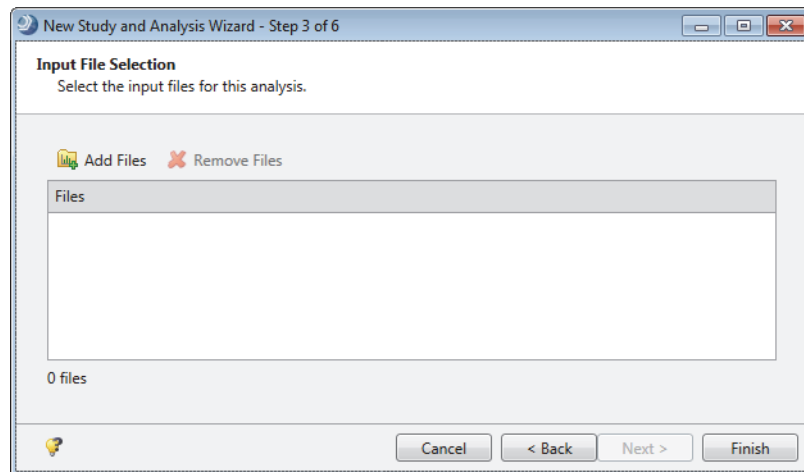 New Study and Analysis Wizard - Step 3 of 6
Input File Selection
Select the input files for this analysis.
Add Files Remove Files
Files
0 files
Cancel < Back Next > Finish